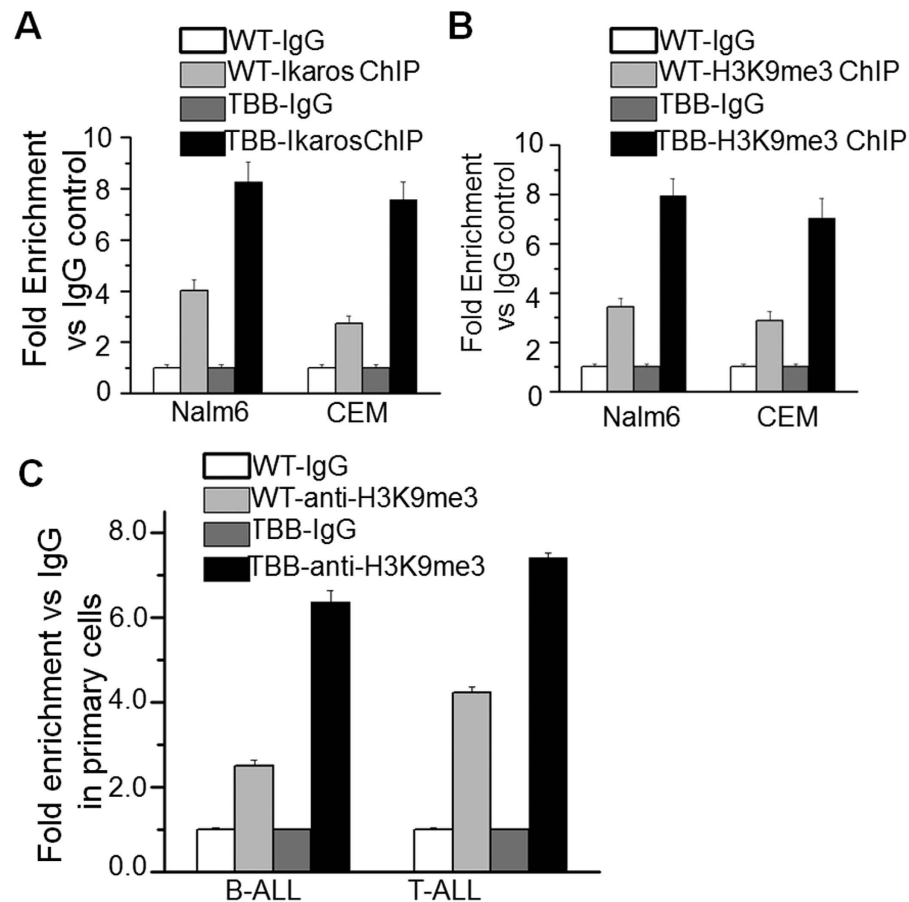 A
WT-IgG
WT-Ikaros ChIP
TBB-IgG
TBB-IkarosChIP
Fold Enrichment
vs IgG control
10
8
6
4
2
0
Nalm6
CEM
B
WT-IgG
WT-H3K9me3 ChIP
TBB-IgG
TBB-H3K9me3 ChIP
Fold Enrichment
vs IgG control
10
8
6
4
2
0
Nalm6
CEM
C
WT-IgG
WT-anti-H3K9me3
TBB-IgG
TBB-anti-H3K9me3
Fold enrichment vs IgG
in primary cells
8.0
6.0
4.0
2.0
0.0
B-ALL
T-ALL